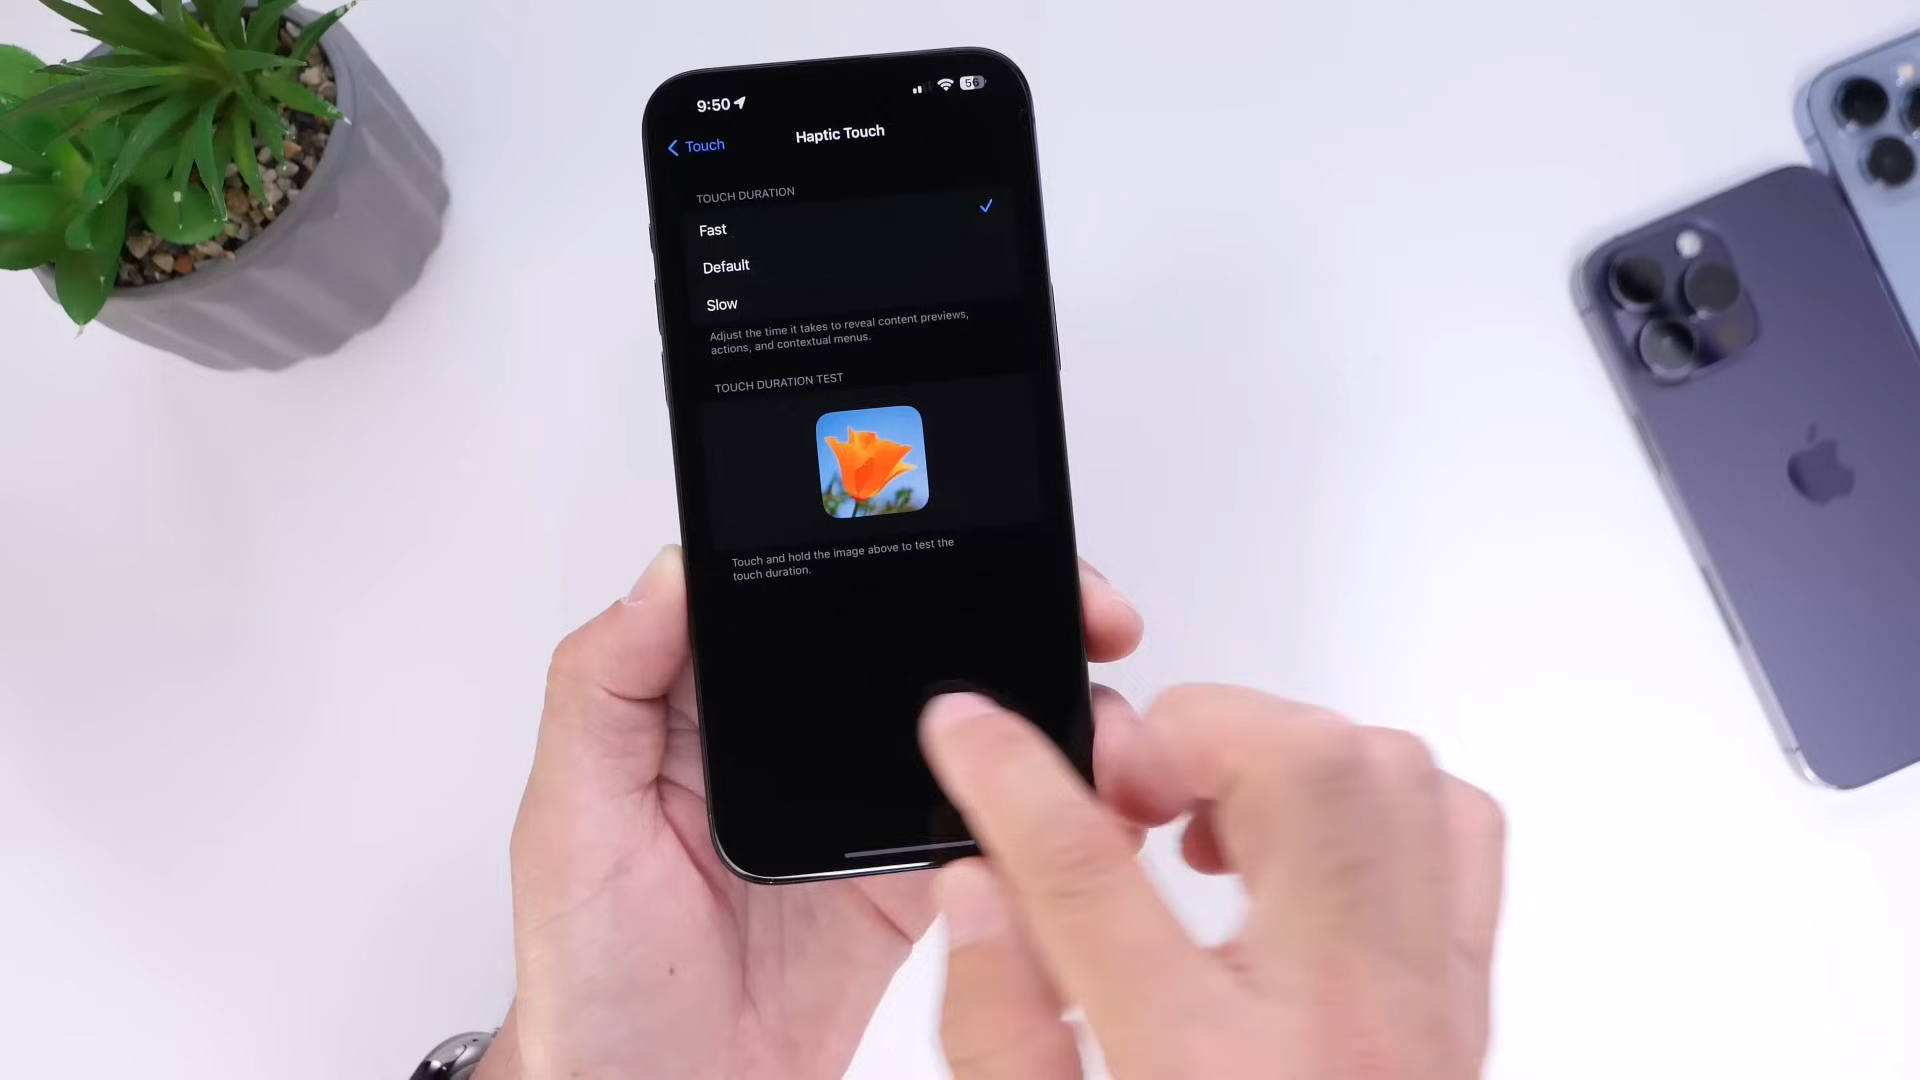 9:50
56
Touch
Haptic Touch
TOUCH DURATION
Fast
Default
Slow
Adjust the time it takes to reveal content previews,
actions, and contextual menus.
TOUCH DURATION TEST
Touch and hold the image above to test the
touch duration.